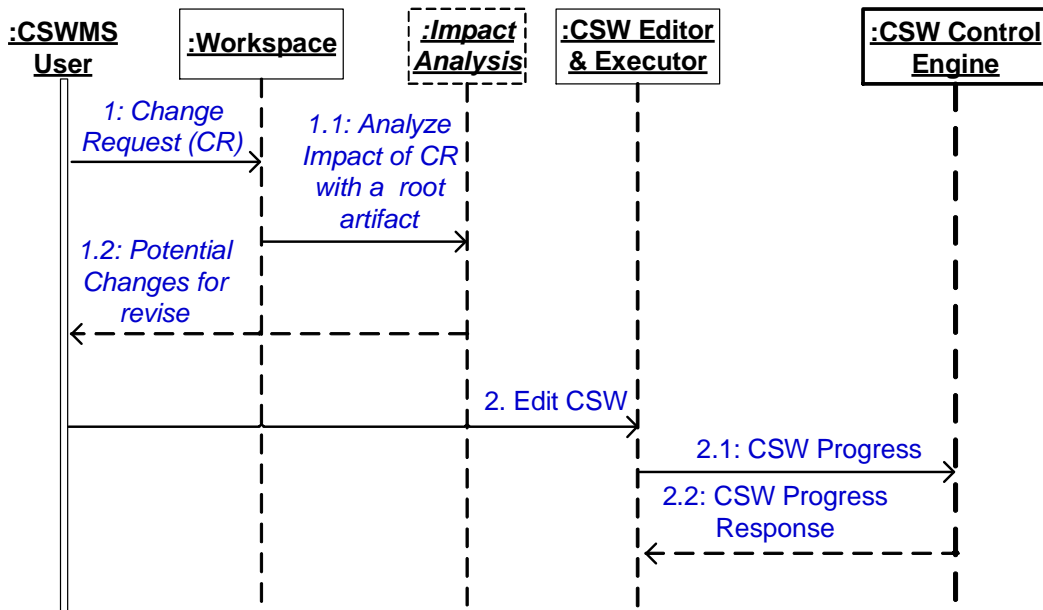 :CSWMS
User
:Workspace
:Impact
Analysis
:CSW Editor
& Executor
:CSW Control
Engine
1: Change
Request (CR)
1.1: Analyze
Impact of CR
with a root
artifact
1.2: Potential
Changes for
revise
2. Edit CSW
2.1: CSW Progress
2.2: CSW Progress
Response